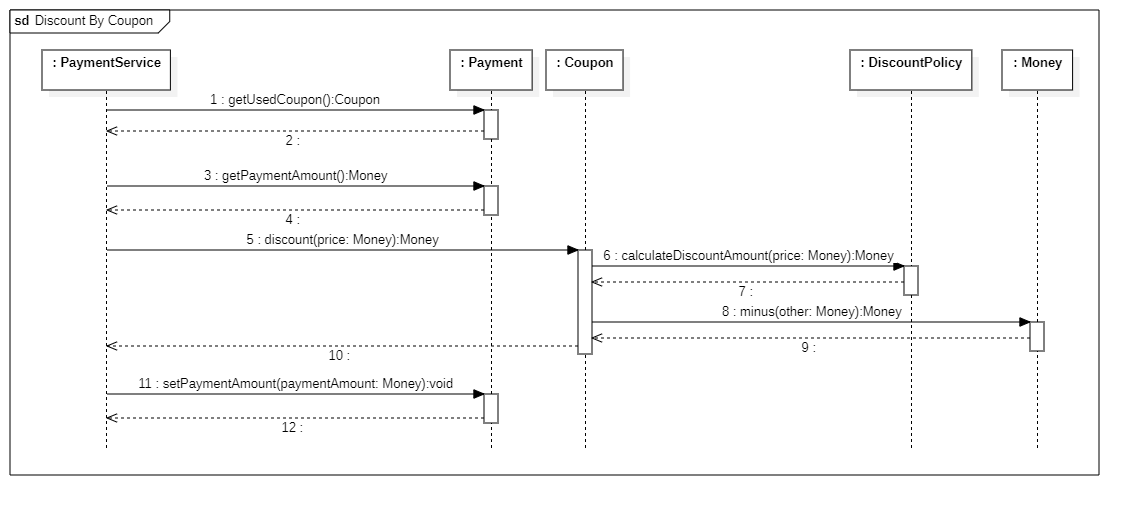 sd Discount By Coupon
: PaymentService
: Payment
: Coupon
: DiscountPolicy
: Money
1 : getUsedCoupon():Coupon
2 :
3 : getPaymentAmount():Money
4 :
5 : discount(price: Money):Money
6 : calculateDiscountAmount(price: Money):Money
7 :
8 : minus(other: Money):Money
9 :
10 :
11 : setPaymentAmount(paymentAmount: Money):void
12 :